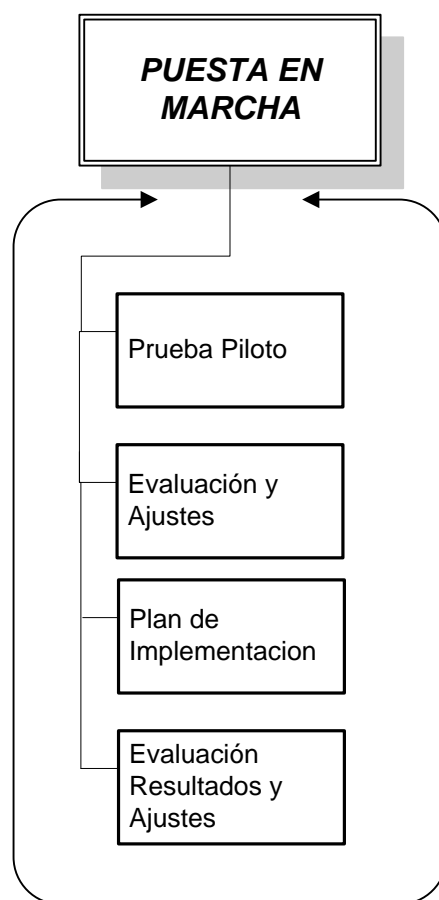 PUESTA EN
MARCHA
Prueba Piloto
Evaluación y
Ajustes
Plan de
Implementacion
Evaluación
Resultados y
Ajustes